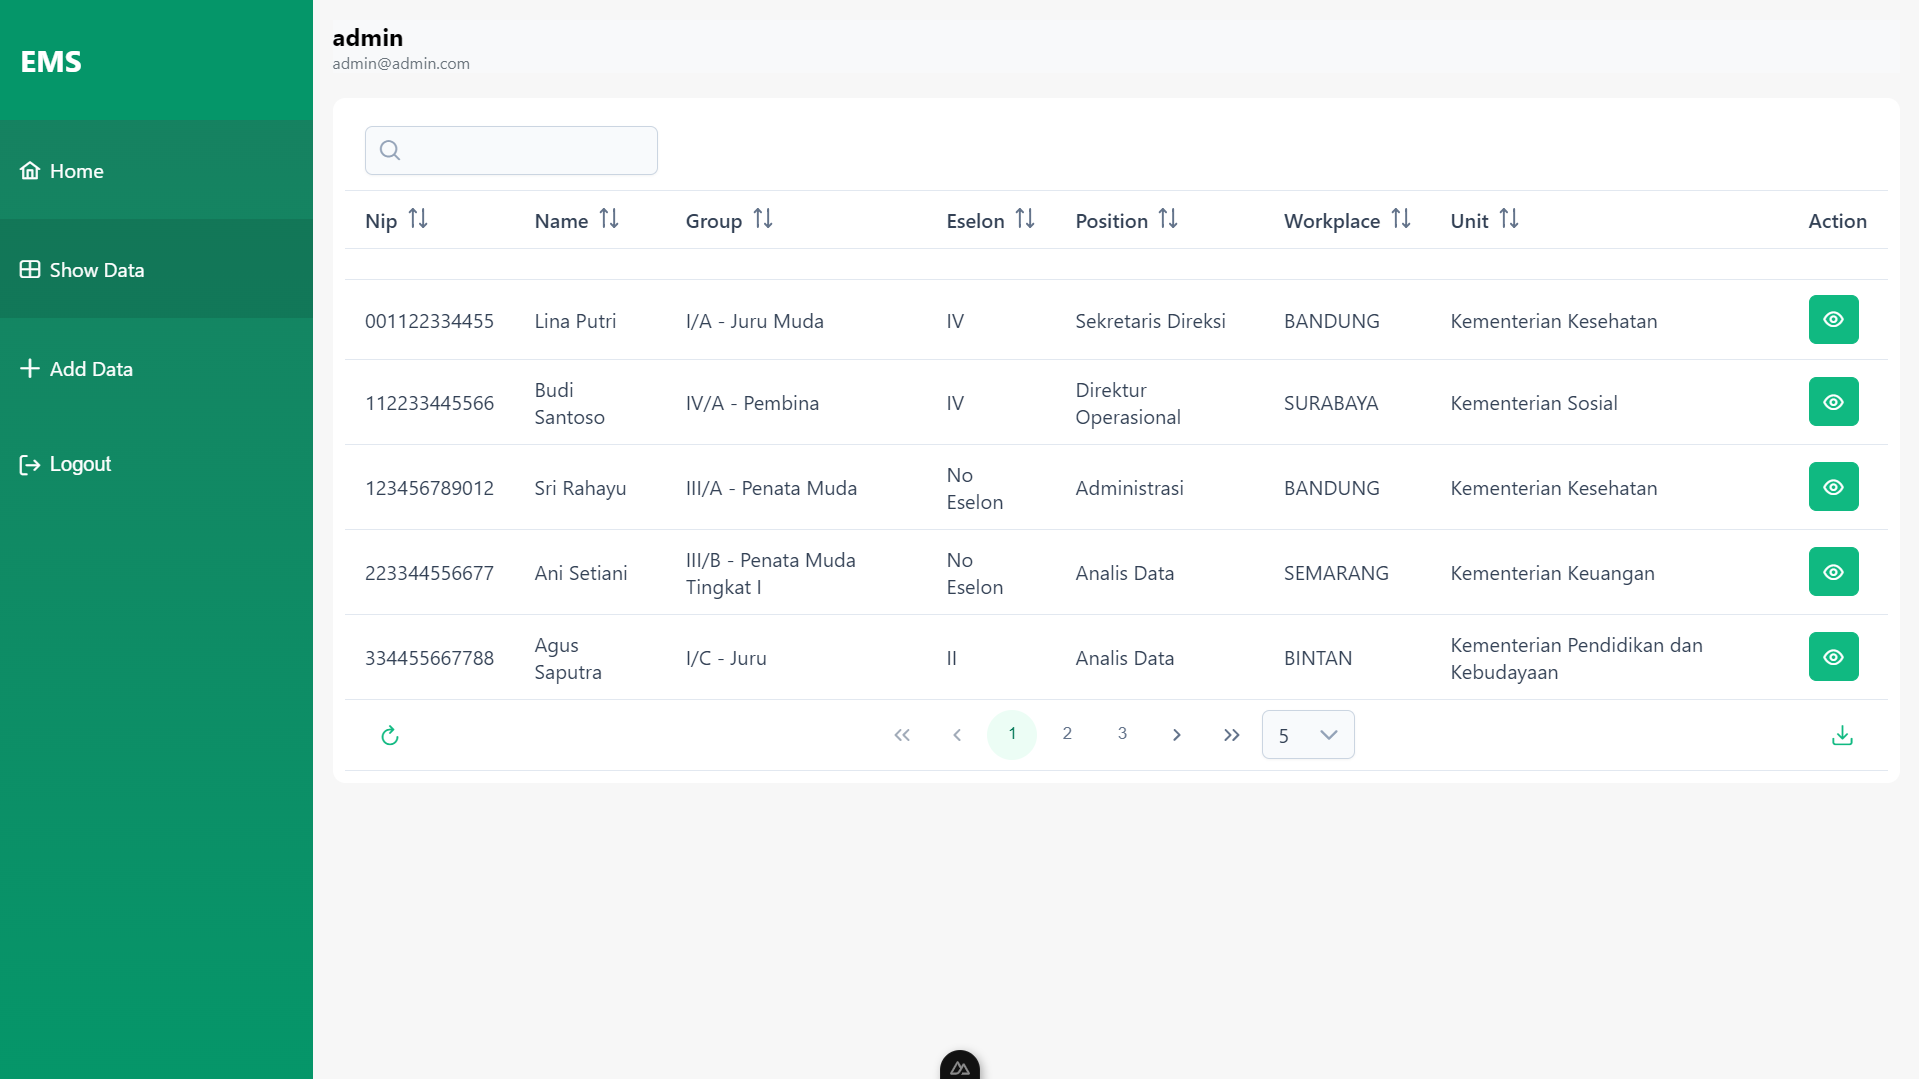 EMS
Home
Show Data
Add Data
Logout
admin
admin@admin.com
Nip Name Group Eselon Position Workplace Unit Action
001122334455 Lina Putri I/A - Juru Muda IV Sekretaris Direksi BANDUNG Kementerian Kesehatan
112233445566 Budi Santoso IV/A - Pembina IV Direktur Operasional SURABAYA Kementerian Sosial
123456789012 Sri Rahayu III/A - Penata Muda No Eselon Administrasi BANDUNG Kementerian Kesehatan
223344556677 Ani Setiani III/B - Penata Muda Tingkat I No Eselon Analis Data SEMARANG Kementerian Keuangan
334455667788 Agus Saputra I/C - Juru II Analis Data BINTAN Kementerian Pendidikan dan Kebudayaan
1 2 3 5